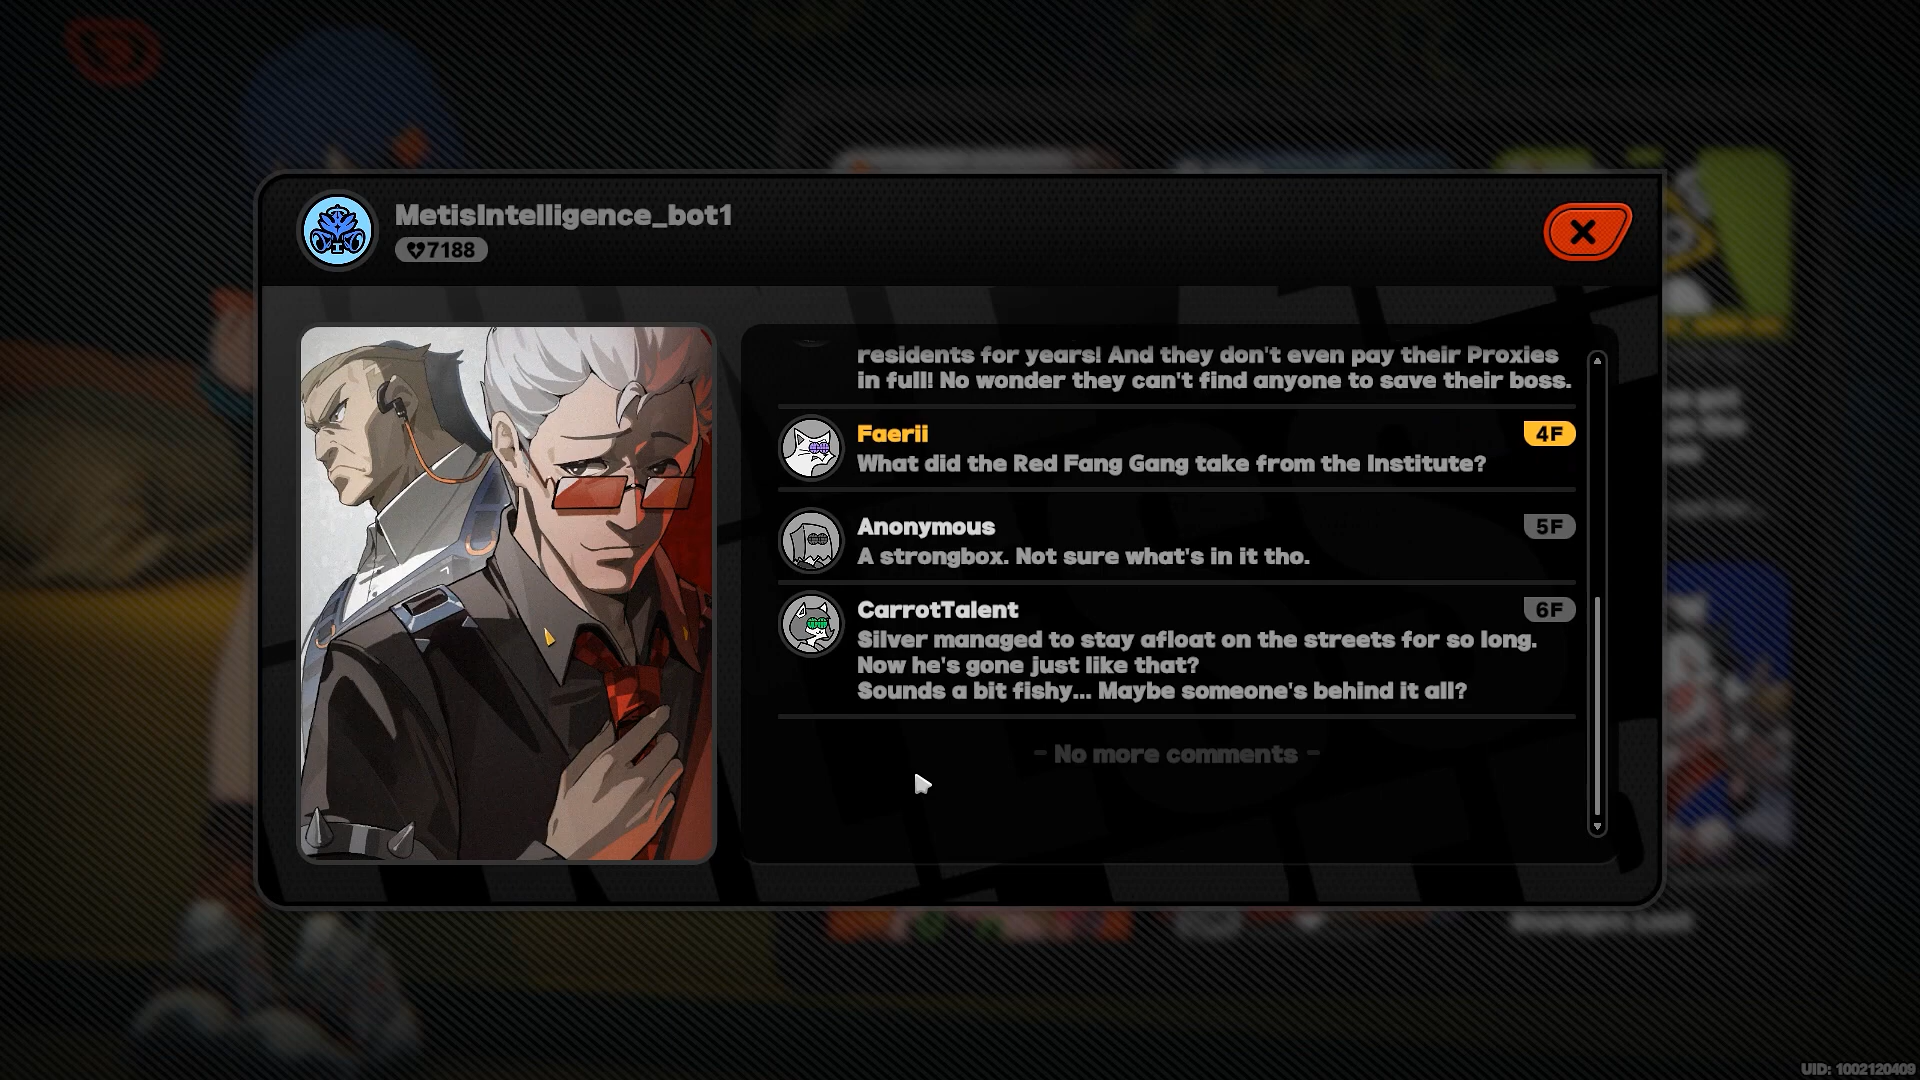 MetisIntelligence_bot1
7188
residents for years! And they don't even pay their Proxies
in full! No wonder they can't find anyone to save their boss.
Faerii
4F
What did the Red Fang Gang take from the Institute?
Anonymous
5F
A strongbox. Not sure what's in it tho.
CarrotTalent
6F
Silver managed to stay afloat on the streets for so long.
Now he's gone just like that?
Sounds a bit fishy... Maybe someone's behind it all?
- No more comments -
UID: 1002120409